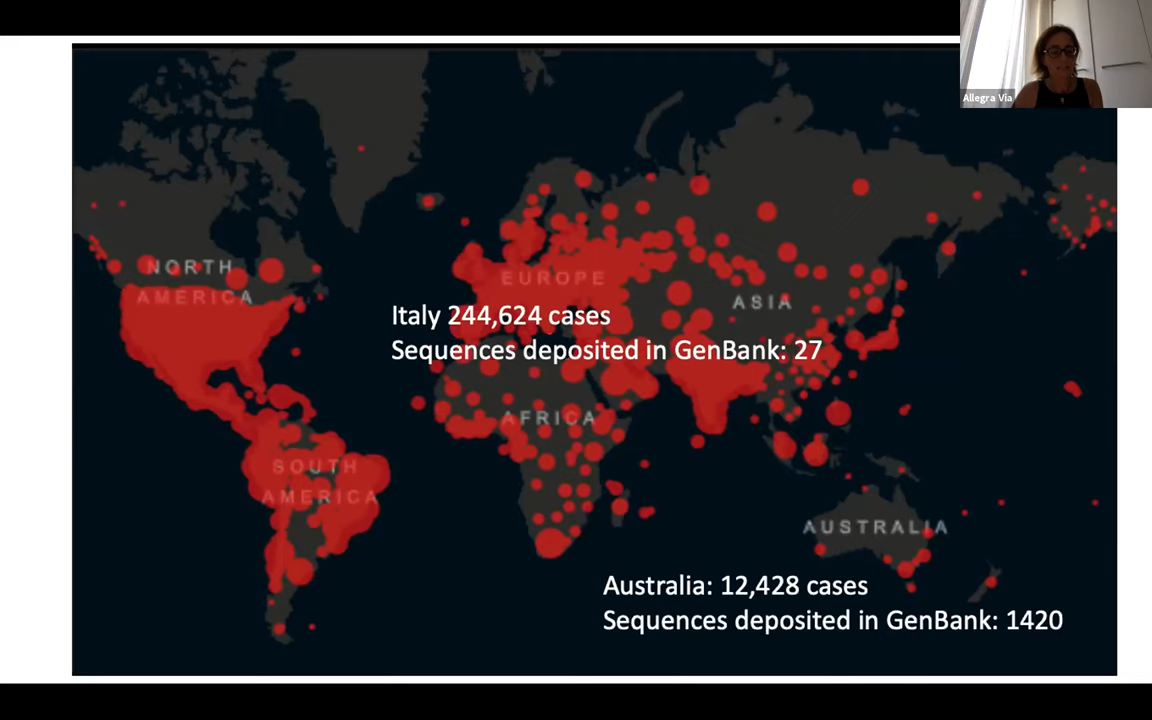 Allegra Via
NORTH
AMERICA
EUROPE
ASIA
Italy 244,624 cases
Sequences deposited in GenBank: 27
AFRICA
SOUTH
AMERICA
AUSTRALIA
Australia: 12,428 cases
Sequences deposited in GenBank: 1420